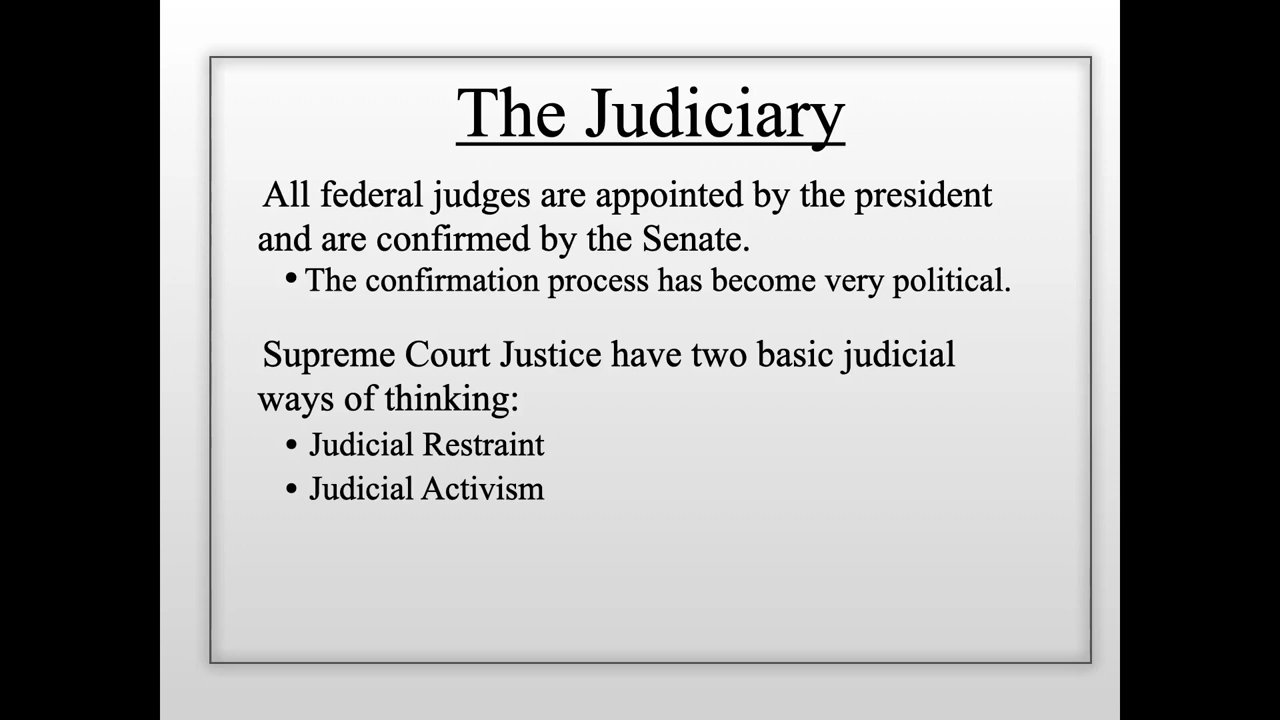 The Judiciary
All federal judges are appointed by the president
and are confirmed by the Senate.
• The confirmation process has become very political.
Supreme Court Justice have two basic judicial
ways of thinking:
• Judicial Restraint
• Judicial Activism